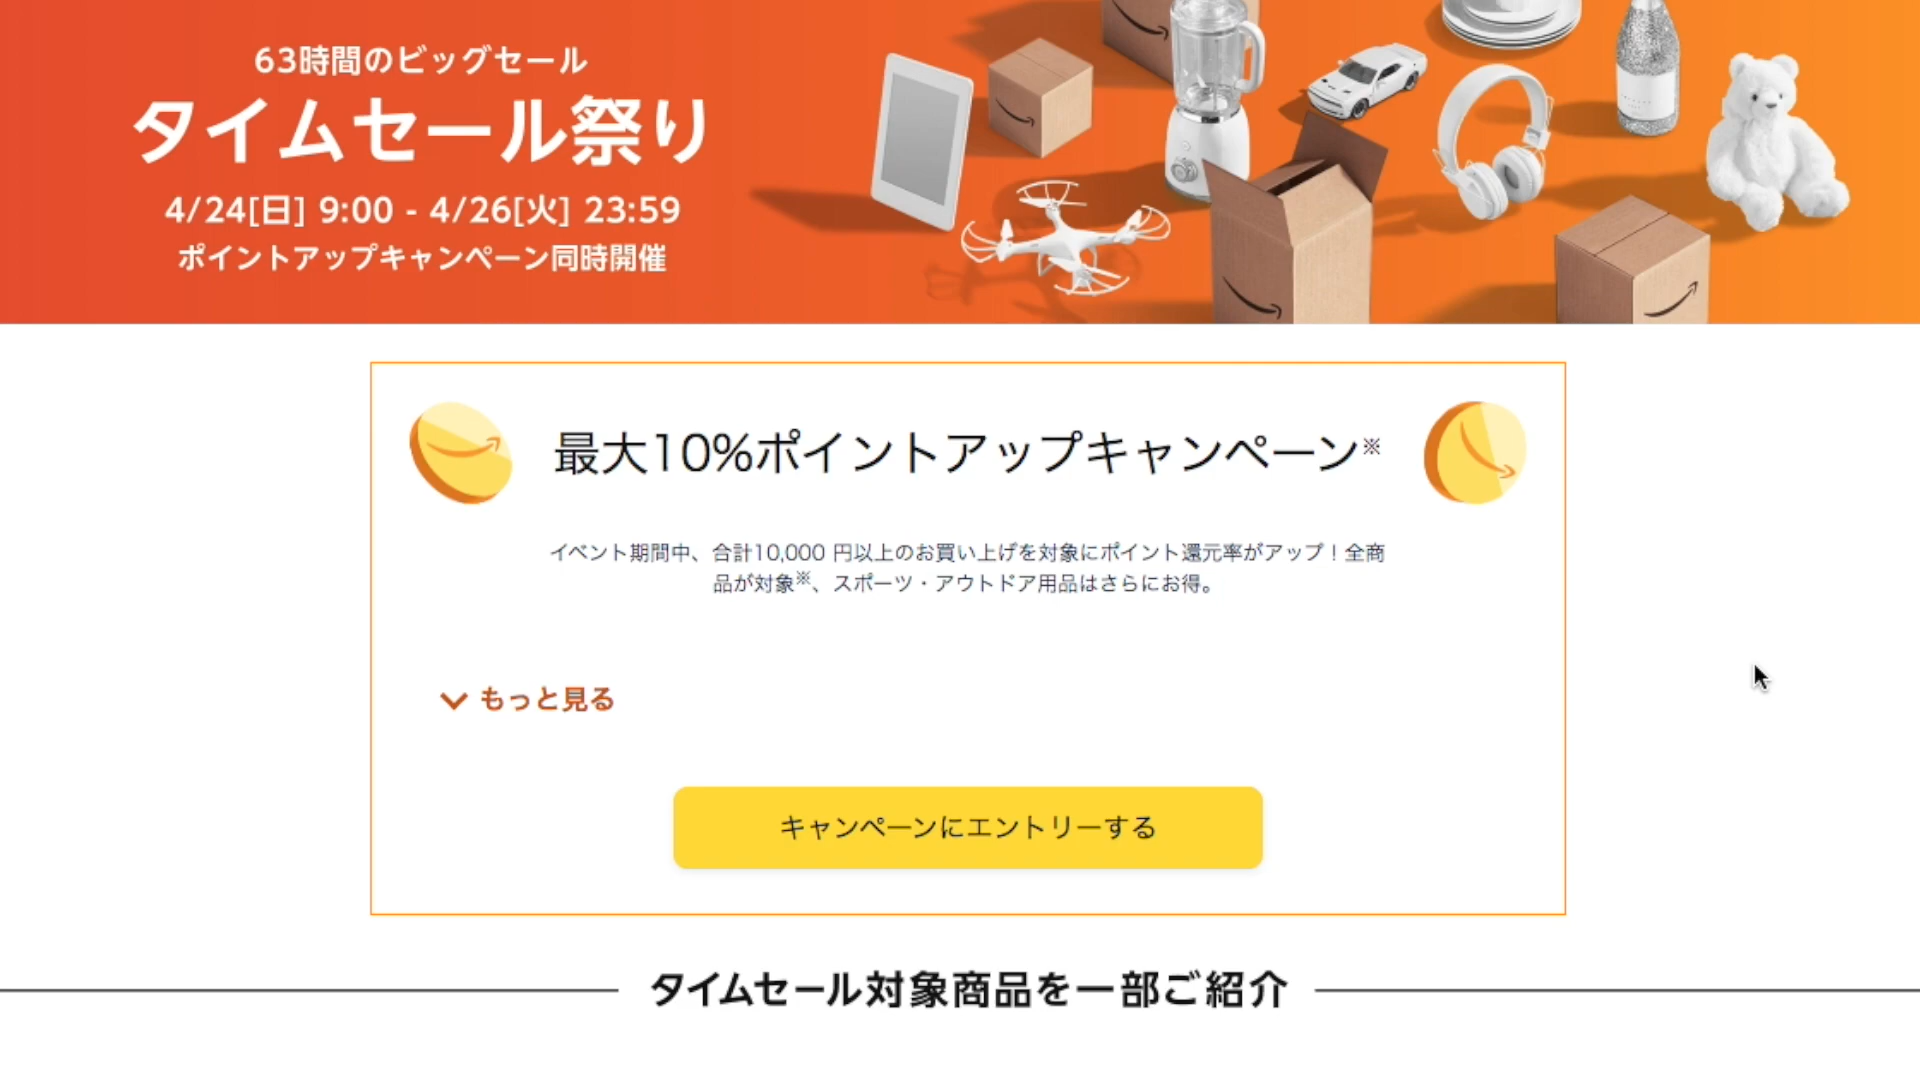 63時間のビッグセール
タイムセール祭り
4/24[日] 9:00 - 4/26[火] 23:59
ポイントアップキャンペーン同時開催
最大10%ポイントアップキャンペーン※
イベント期間中、合計10,000 円以上のお買い上げを対象にポイント還元率がアップ！全商
品が対象※、スポーツ・アウトドア用品はさらにお得。
もっと見る
キャンペーンにエントリーする
タイムセール対象商品を一部ご紹介